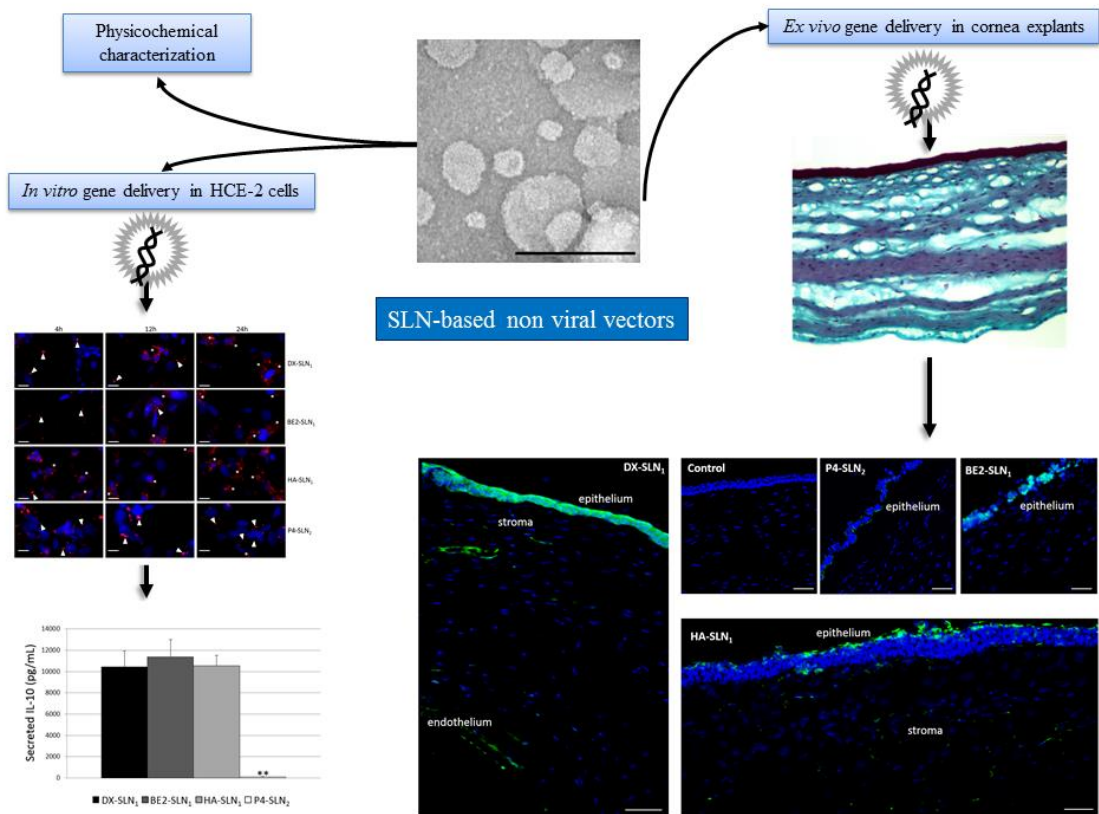 Physicochemical
characterization
Ex vivo gene delivery in cornea explants
In vitro gene delivery in HCE-2 cells
SLN-based non viral vectors
4h 12h 24h
DX-SLN₁
BE2-SLN₁
HA-SLN₁
P4-SLN₂
Secreted IL-10 (pg/mL)
14000
12000
10000
8000
6000
4000
2000
0
**
DX-SLN₁ BE2-SLN₁ HA-SLN₁ P4-SLN₂
DX-SLN₁
epithelium
stroma
endothelium
Control
P4-SLN₂
epithelium
BE2-SLN₁
epithelium
HA-SLN₁
epithelium
stroma